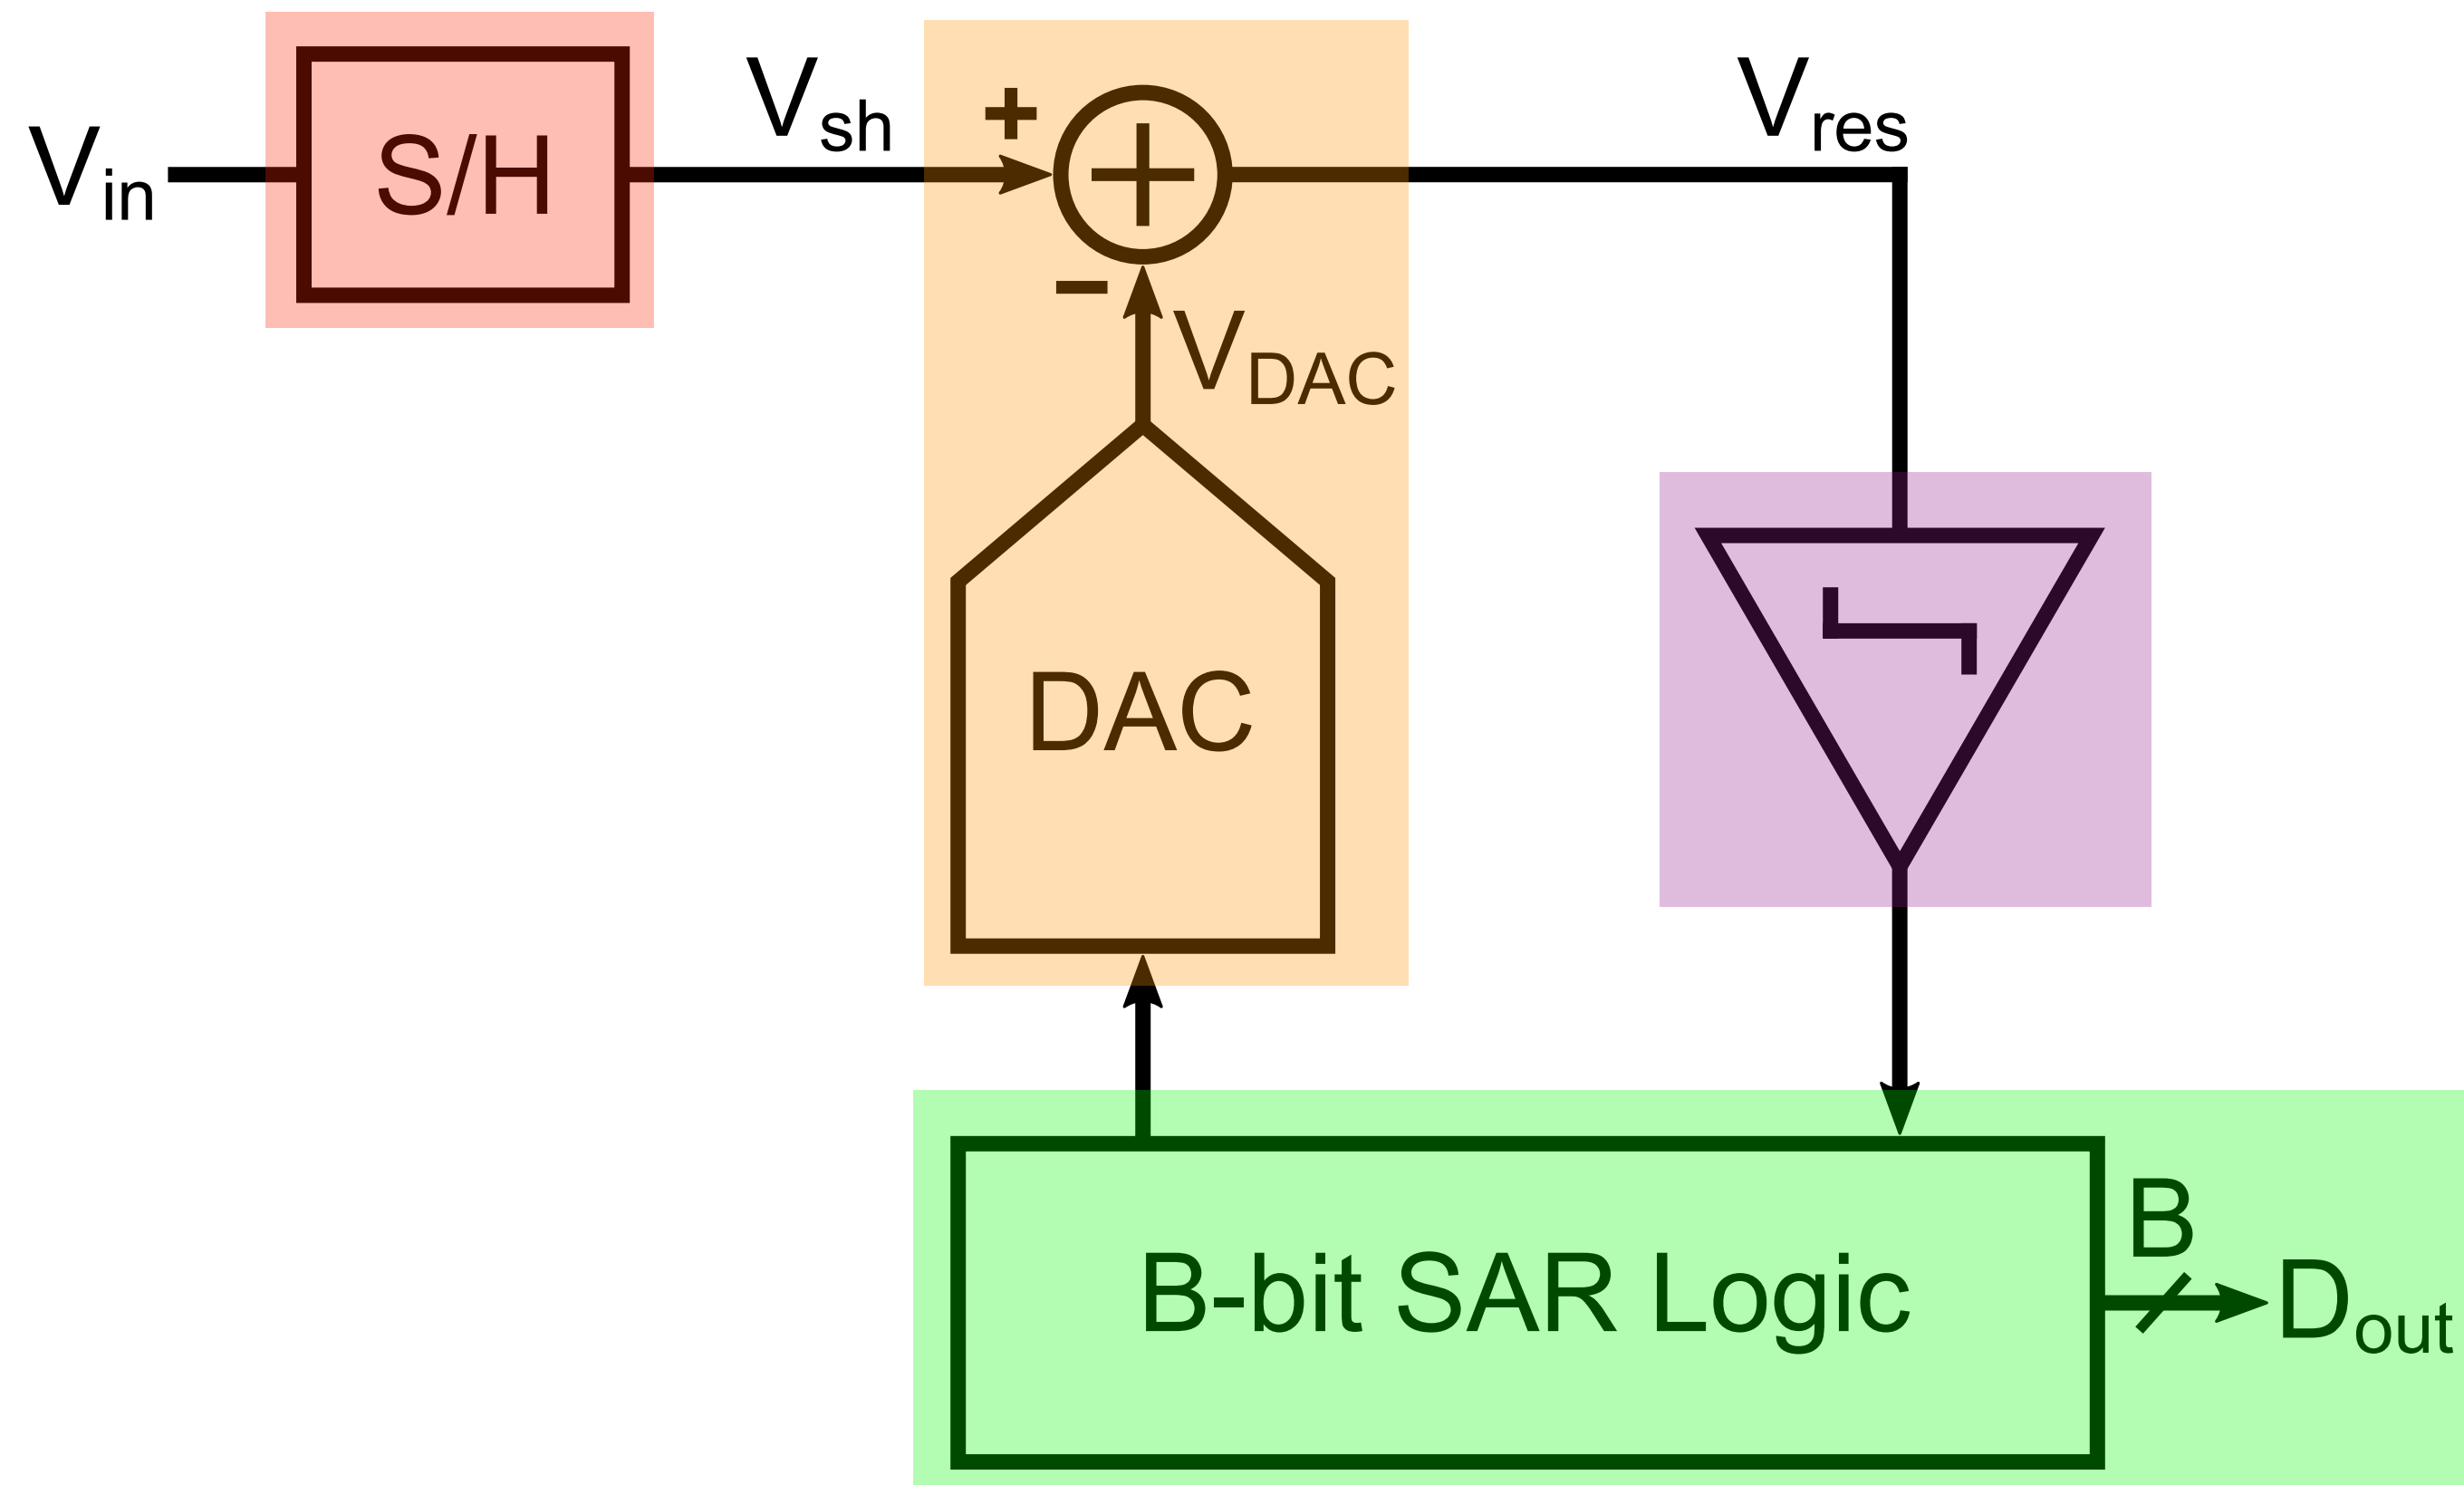 Vin
S/H
Vsh
+
-
VDAC
Vres
DAC
B-bit SAR Logic
B
Dout